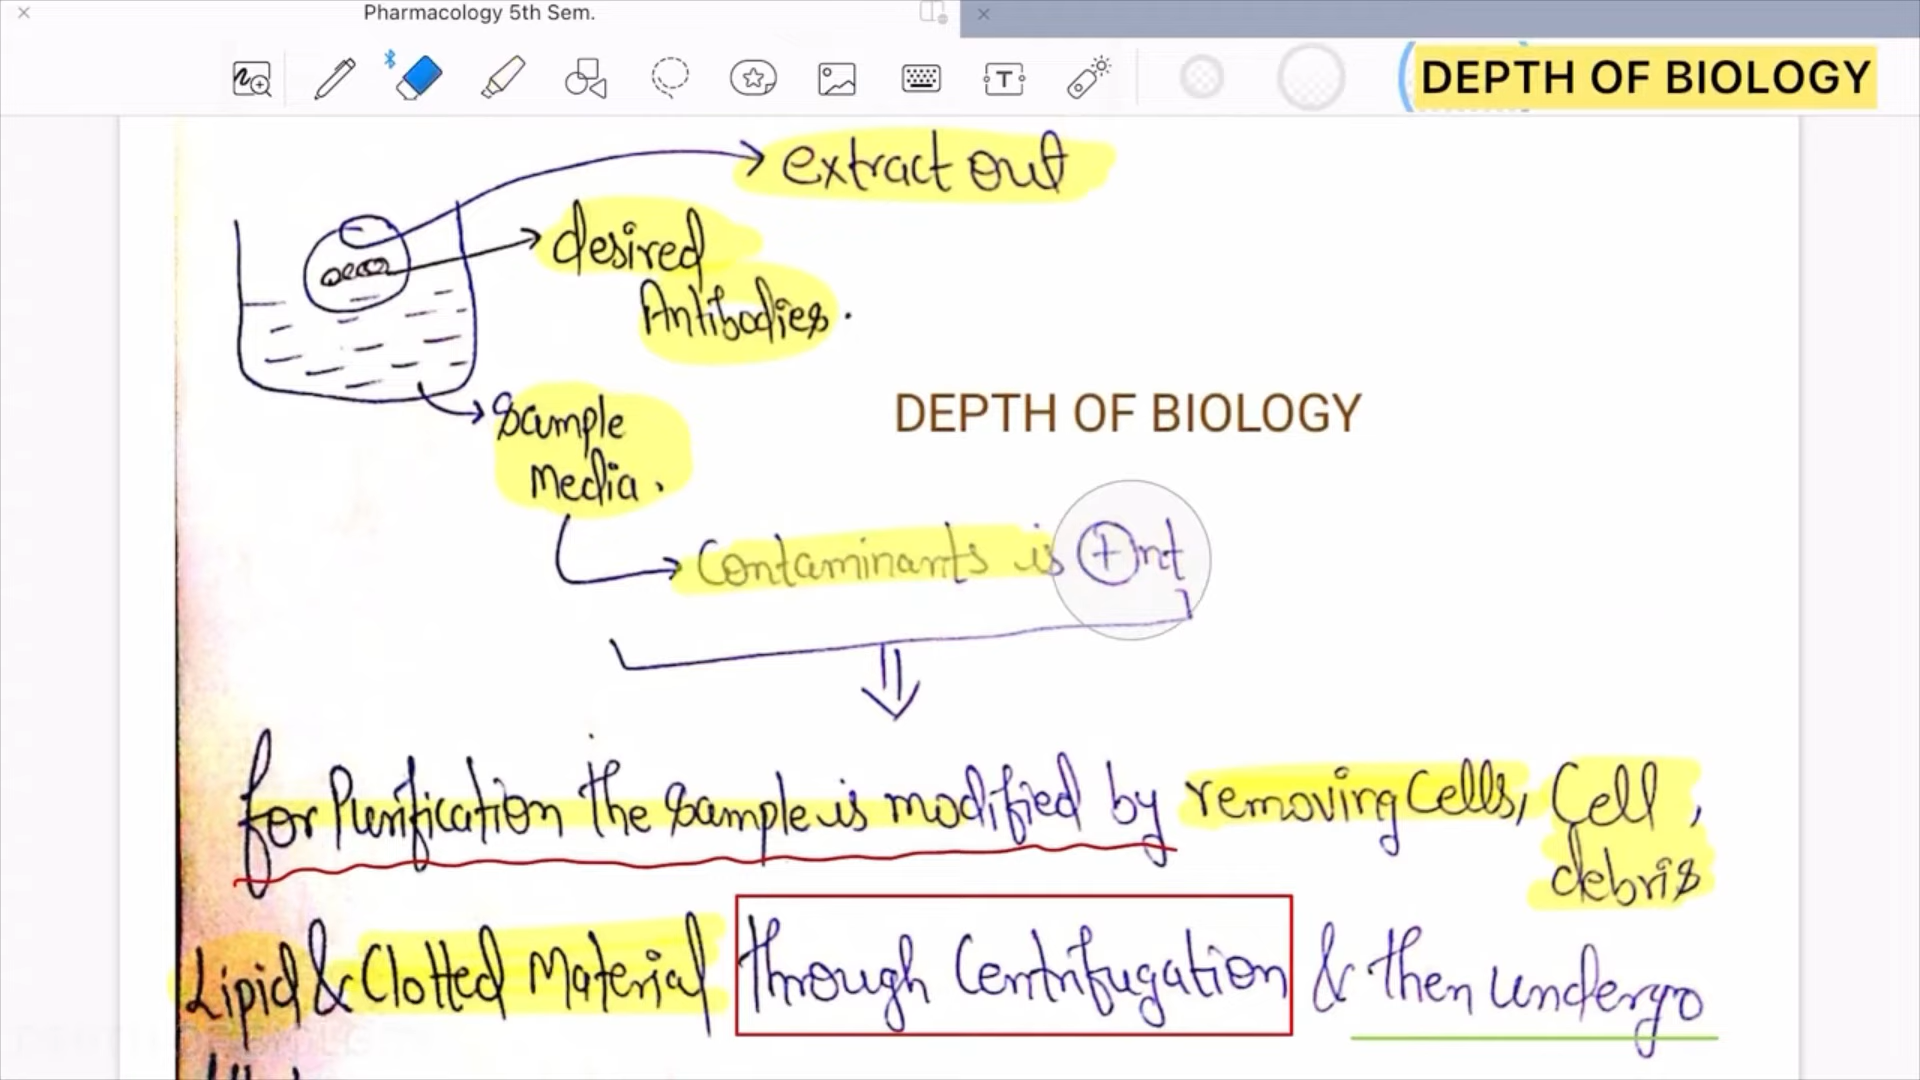 Pharmacology 5th Sem.
DEPTH OF BIOLOGY
extract out
desired
Antibodies.
Sample
Media.
DEPTH OF BIOLOGY
Contaminants is ⊕nt
for Purification the sample is modified by removing Cells, Cell,
debris
Lipid & Clotted Material through Centrifugation & then undergo